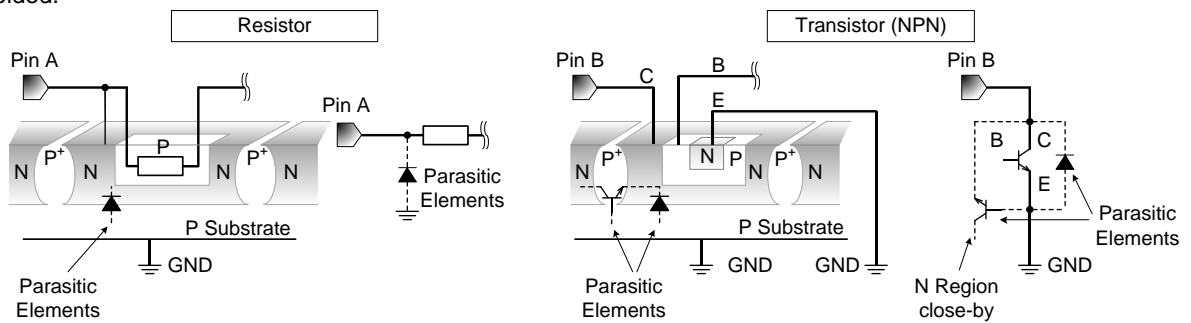 Resistor
Transistor (NPN)
Pin A
Pin B
C
B
E
Pin B
Pin A
N
P+
N
P
N
P+
N
Parasitic
Elements
P Substrate
GND
Parasitic
Elements
N
P+
N
N
P
N
P+
N
P Substrate
GND
GND
Parasitic
Elements
B
C
E
Parasitic
Elements
GND
N Region
close-by